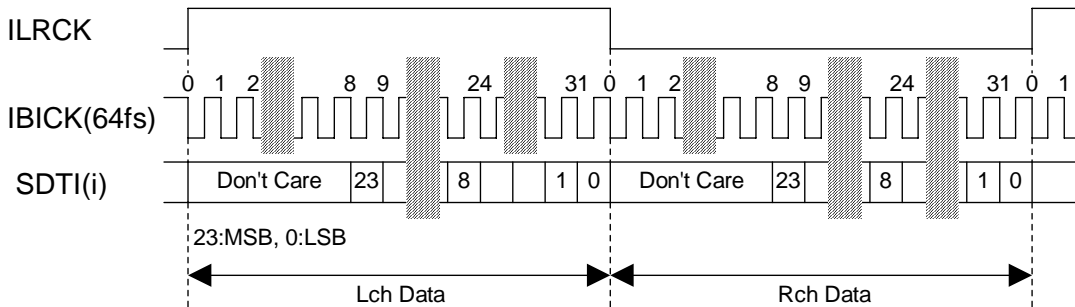 ILRCK
0 1 2 8 9 24 31 0 1 2 8 9 24 31 0 1
IBICK(64fs)
SDTI(i) Don't Care 23 8 1 0 Don't Care 23 8 1 0
23:MSB, 0:LSB
Lch Data Rch Data